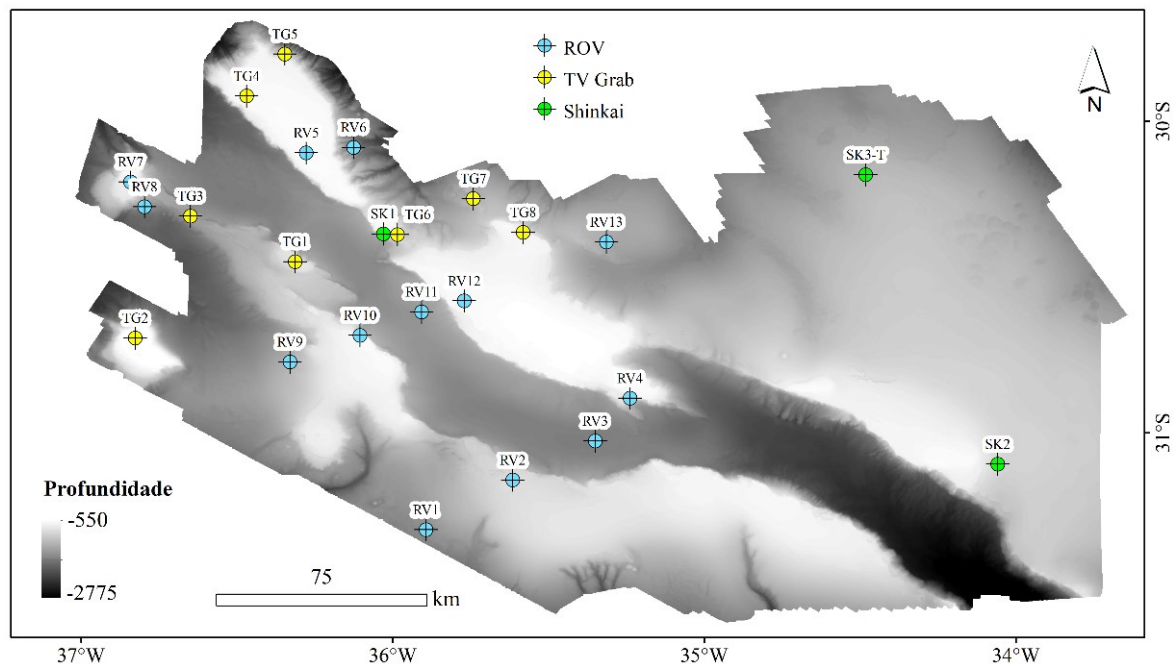 TG5
ROV
TG4
TV Grab
Shinkai
N
RV5
RV6
30°S
RV7
RV8
TG3
TG7
SK3-T
SK1
TG6
TG8
RV13
TG1
RV11
RV12
TG2
RV10
RV9
RV4
RV3
31°S
SK2
RV2
RV1
Profundidade
-550
-2775
75
km
37°W
36°W
35°W
34°W